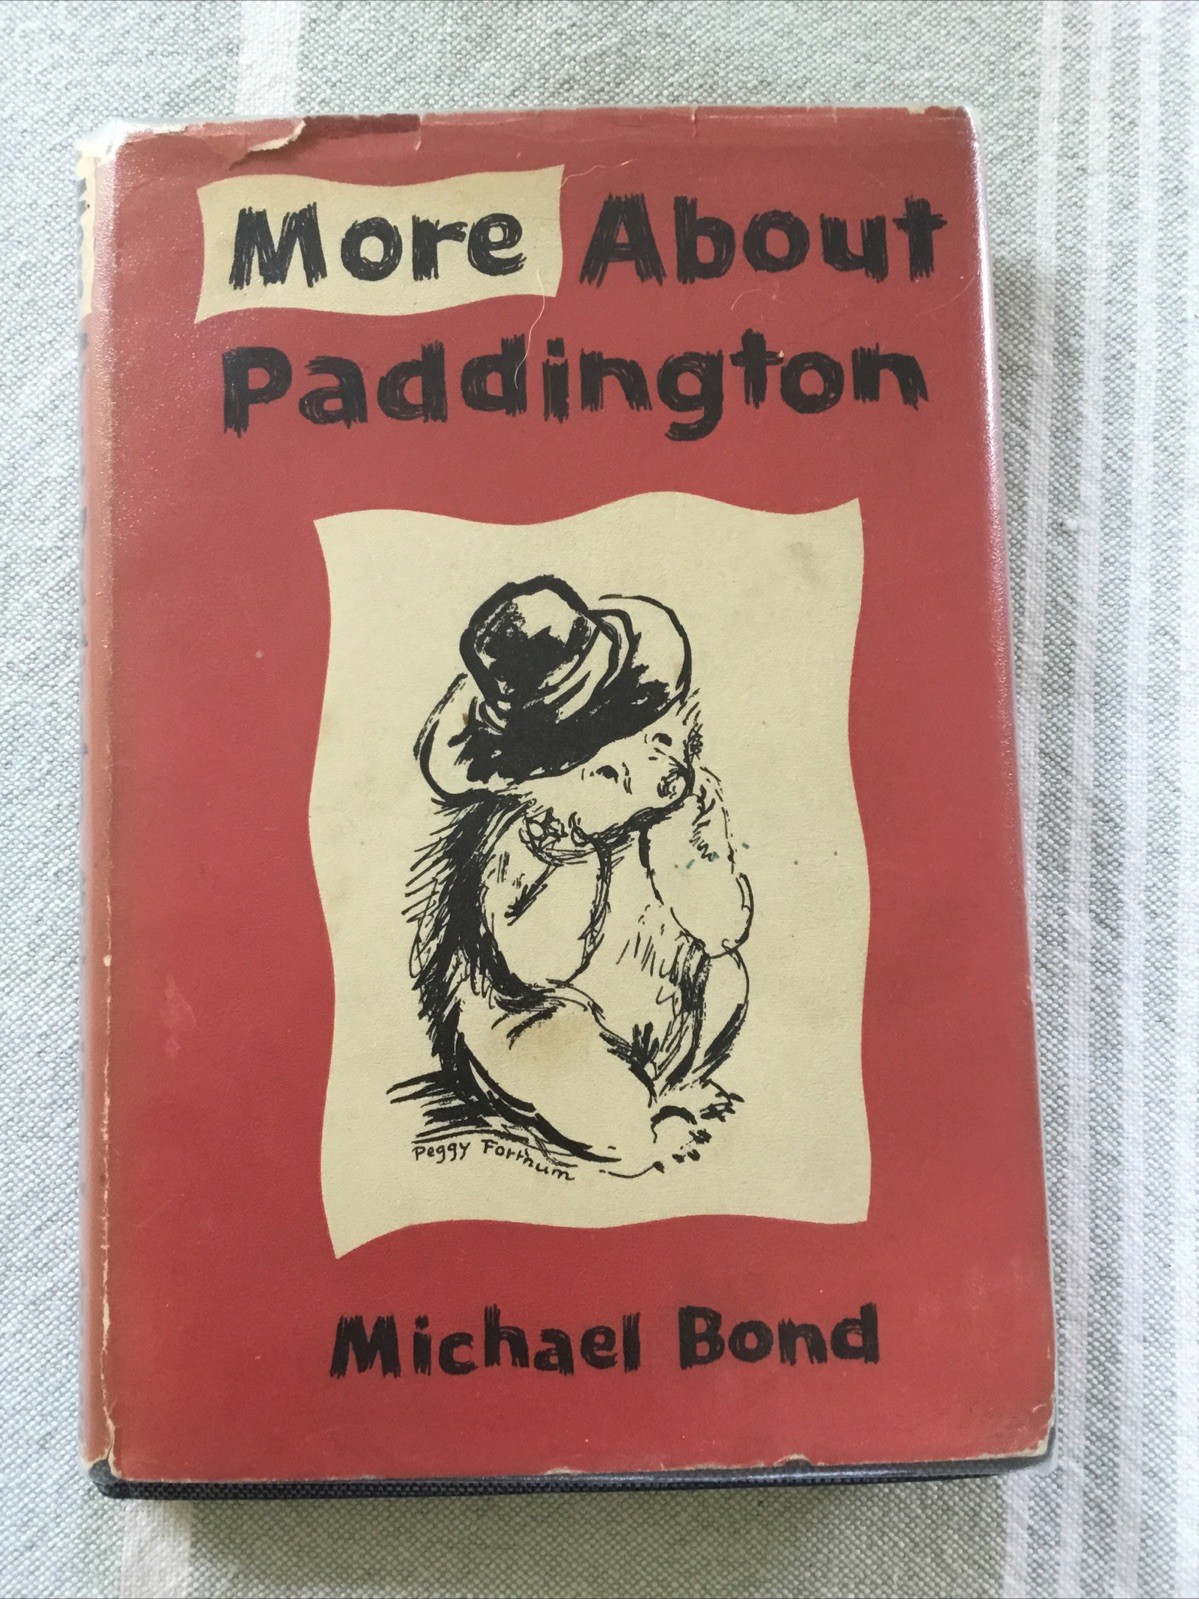 More About
Paddington
Peggy Fortnum
Michael Bond